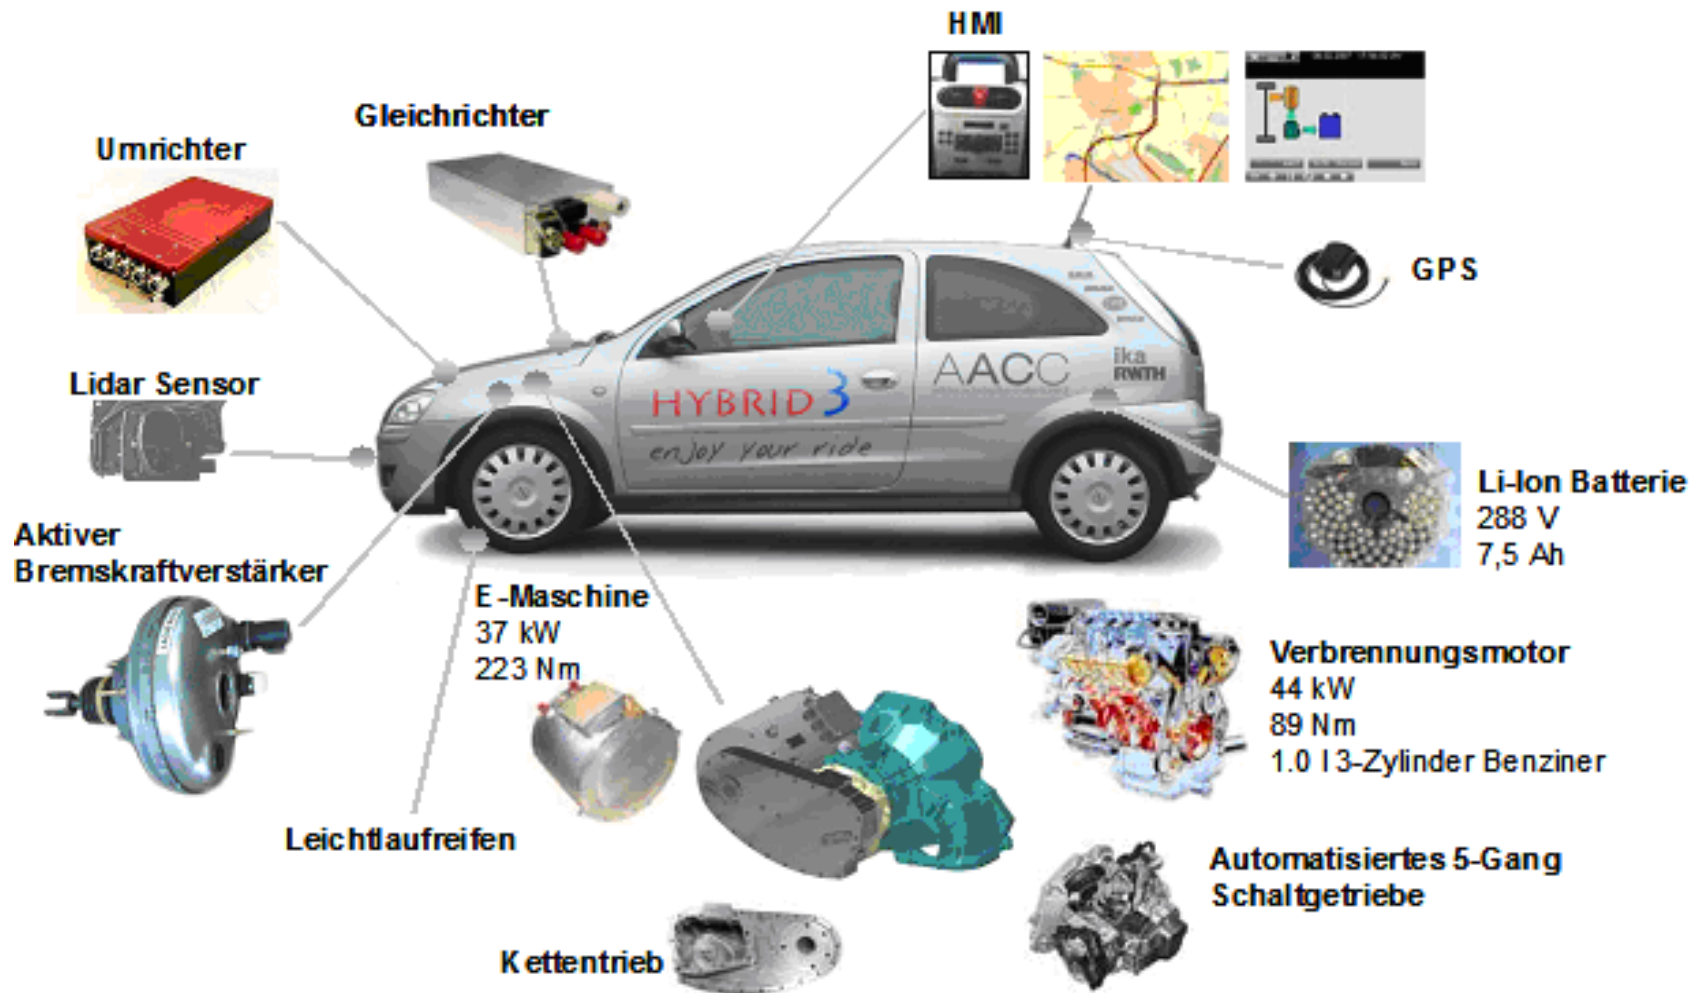 HMI
Gleichrichter
Umrichter
GPS
Lidar Sensor
AACC
ika
RWTH
HYBRID 3
enjoy your ride
Li-Ion Batterie
288 V
7,5 Ah
Aktiver
Bremskraftverstärker
E-Maschine
37 kW
223 Nm
Verbrennungsmotor
44 kW
89 Nm
1.0 l 3-Zylinder Benziner
Leichtlaufreifen
Automatisiertes 5-Gang
Schaltgetriebe
Kettentrieb